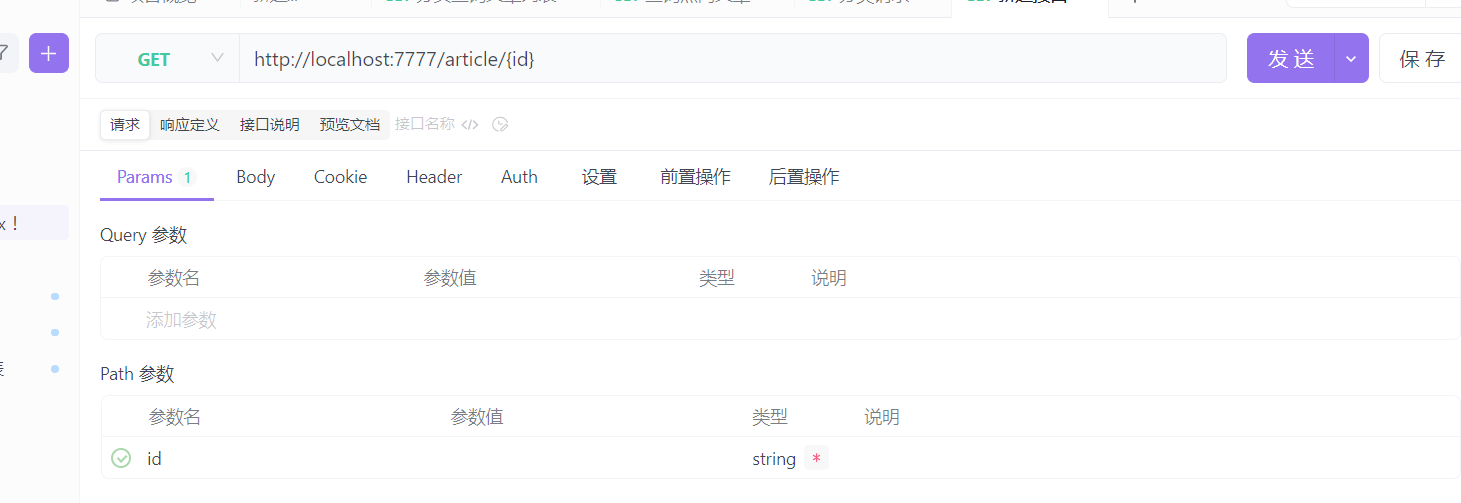 GET http://localhost:7777/article/{id} 发送 保存
请求 响应定义 接口说明 预览文档 接口名称
Params 1 Body Cookie Header Auth 设置 前置操作 后置操作
x！
Query 参数
参数名 参数值 类型 说明
添加参数
Path 参数
参数名 参数值 类型 说明
id string *